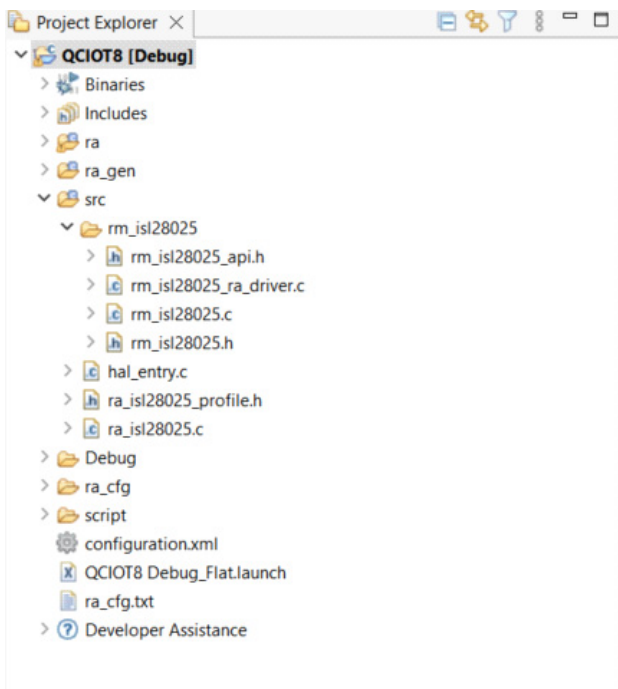 Project Explorer
QCIOT8 [Debug]
Binaries
Includes
ra
ra_gen
src
rm_isl28025
rm_isl28025_api.h
rm_isl28025_ra_driver.c
rm_isl28025.c
rm_isl28025.h
hal_entry.c
ra_isl28025_profile.h
ra_isl28025.c
Debug
ra_cfg
script
configuration.xml
QCIOT8 Debug_Flat.launch
ra_cfg.txt
Developer Assistance